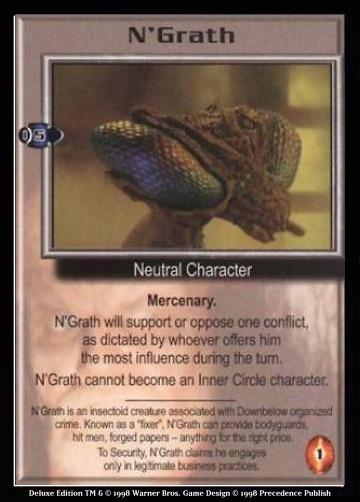 N'Grath
5
Neutral Character
Mercenary.
N'Grath will support or oppose one conflict,
as dictated by whoever offers him
the most influence during the turn.
N'Grath cannot become an Inner Circle character.
N'Grath is an insectoid creature associated with Downbelow organized
crime. Known as a "fixer", N'Grath can provide bodyguards,
hit men, forged papers – anything for the right price.
To Security, N'Grath claims he engages
only in legitimate business practices.
1
Deluxe Edition TM & © 1998 Warner Bros. Game Design © 1998 Precedence Publish